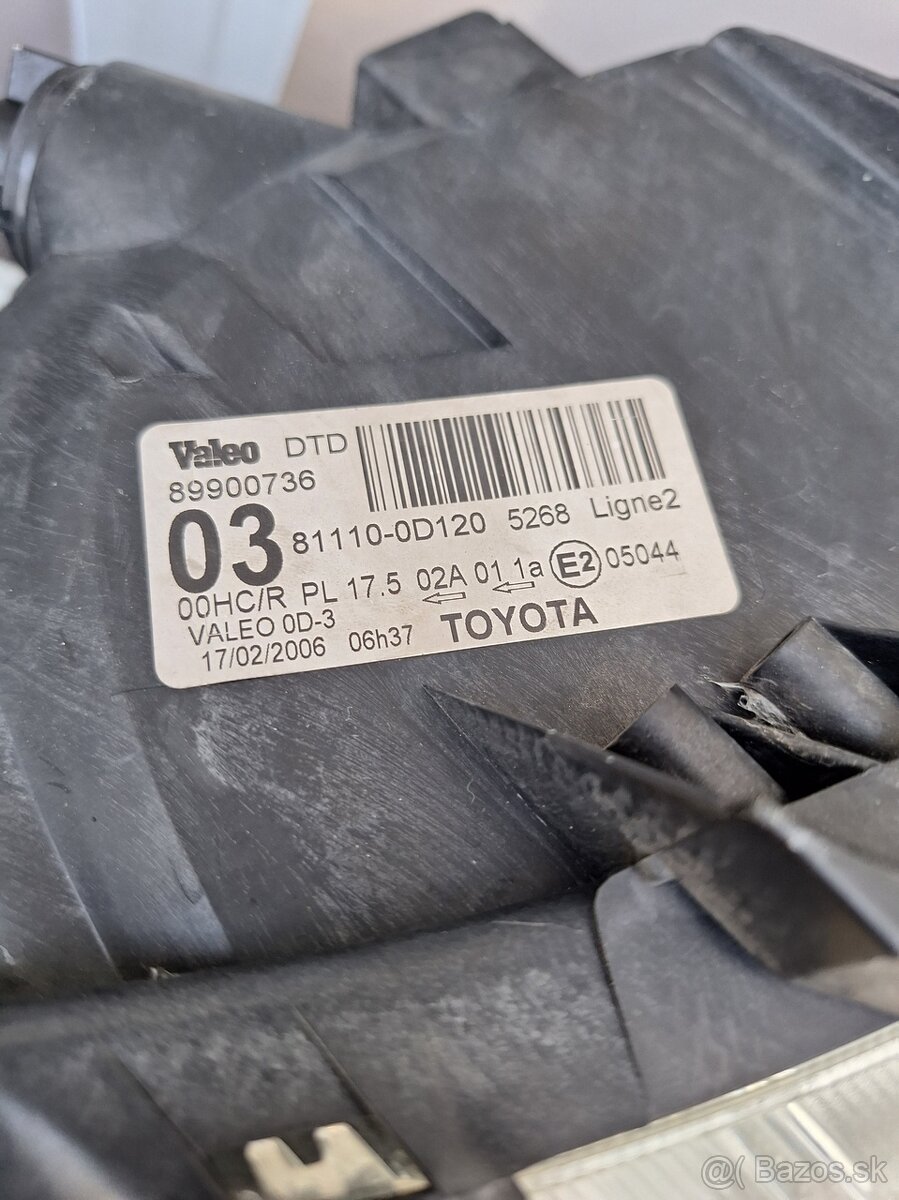 Valeo DTD
89900736
03 81110-0D120 5268 Ligne2
00HC/R PL 17.5 02A 01 1a E2 05044
VALEO 0D-3 TOYOTA
17/02/2006 06h37
@( Bazos.sk